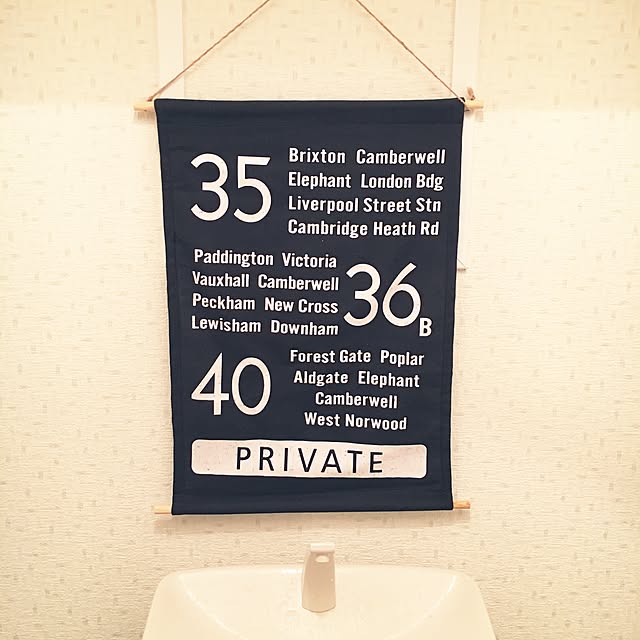 35
Brixton Camberwell
Elephant London Bdg
Liverpool Street Stn
Cambridge Heath Rd
Paddington Victoria
Vauxhall Camberwell
Peckham New Cross
Lewisham Downham
36B
40
Forest Gate Poplar
Aldgate Elephant
Camberwell
West Norwood
PRIVATE